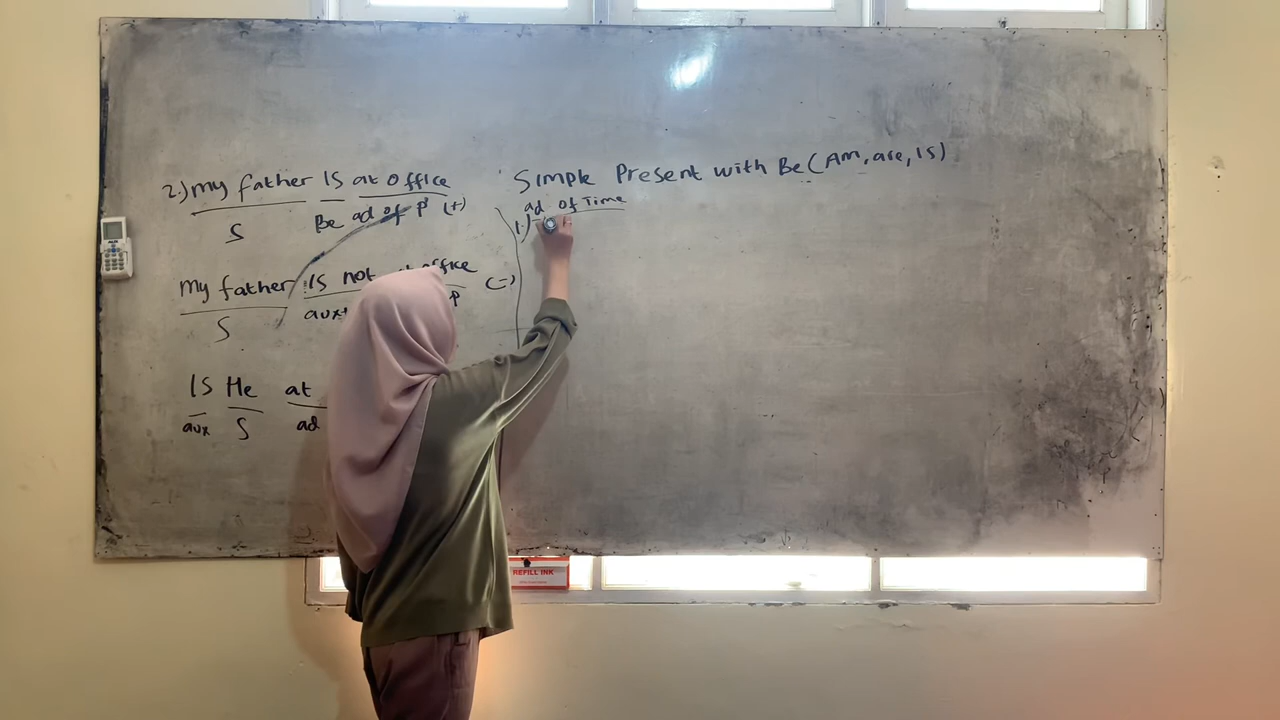 2.) my father is at office
S Be ad of P (+)
My father is not office (-)
S aux P
Is He at
aux S ad
Simple Present with Be (Am, are, is)
ad of Time
1.)
REFILL INK